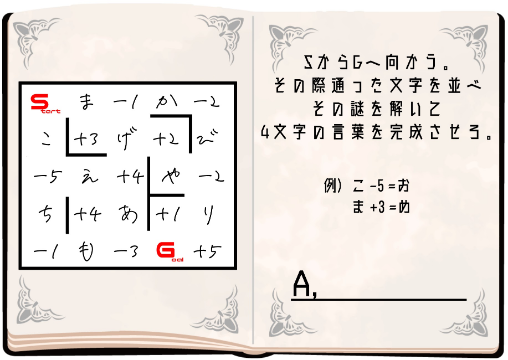 Start ま -1 か -2
こ +3 げ +2 び
-5 え +4 や -2
ち +4 あ +1 り
-1 も -3 Goal +5
SからGへ向かう。
その際通った文字を並べ
その謎を解いて
4文字の言葉を完成させろ。
例) こ-5=お
ま+3=め
A,